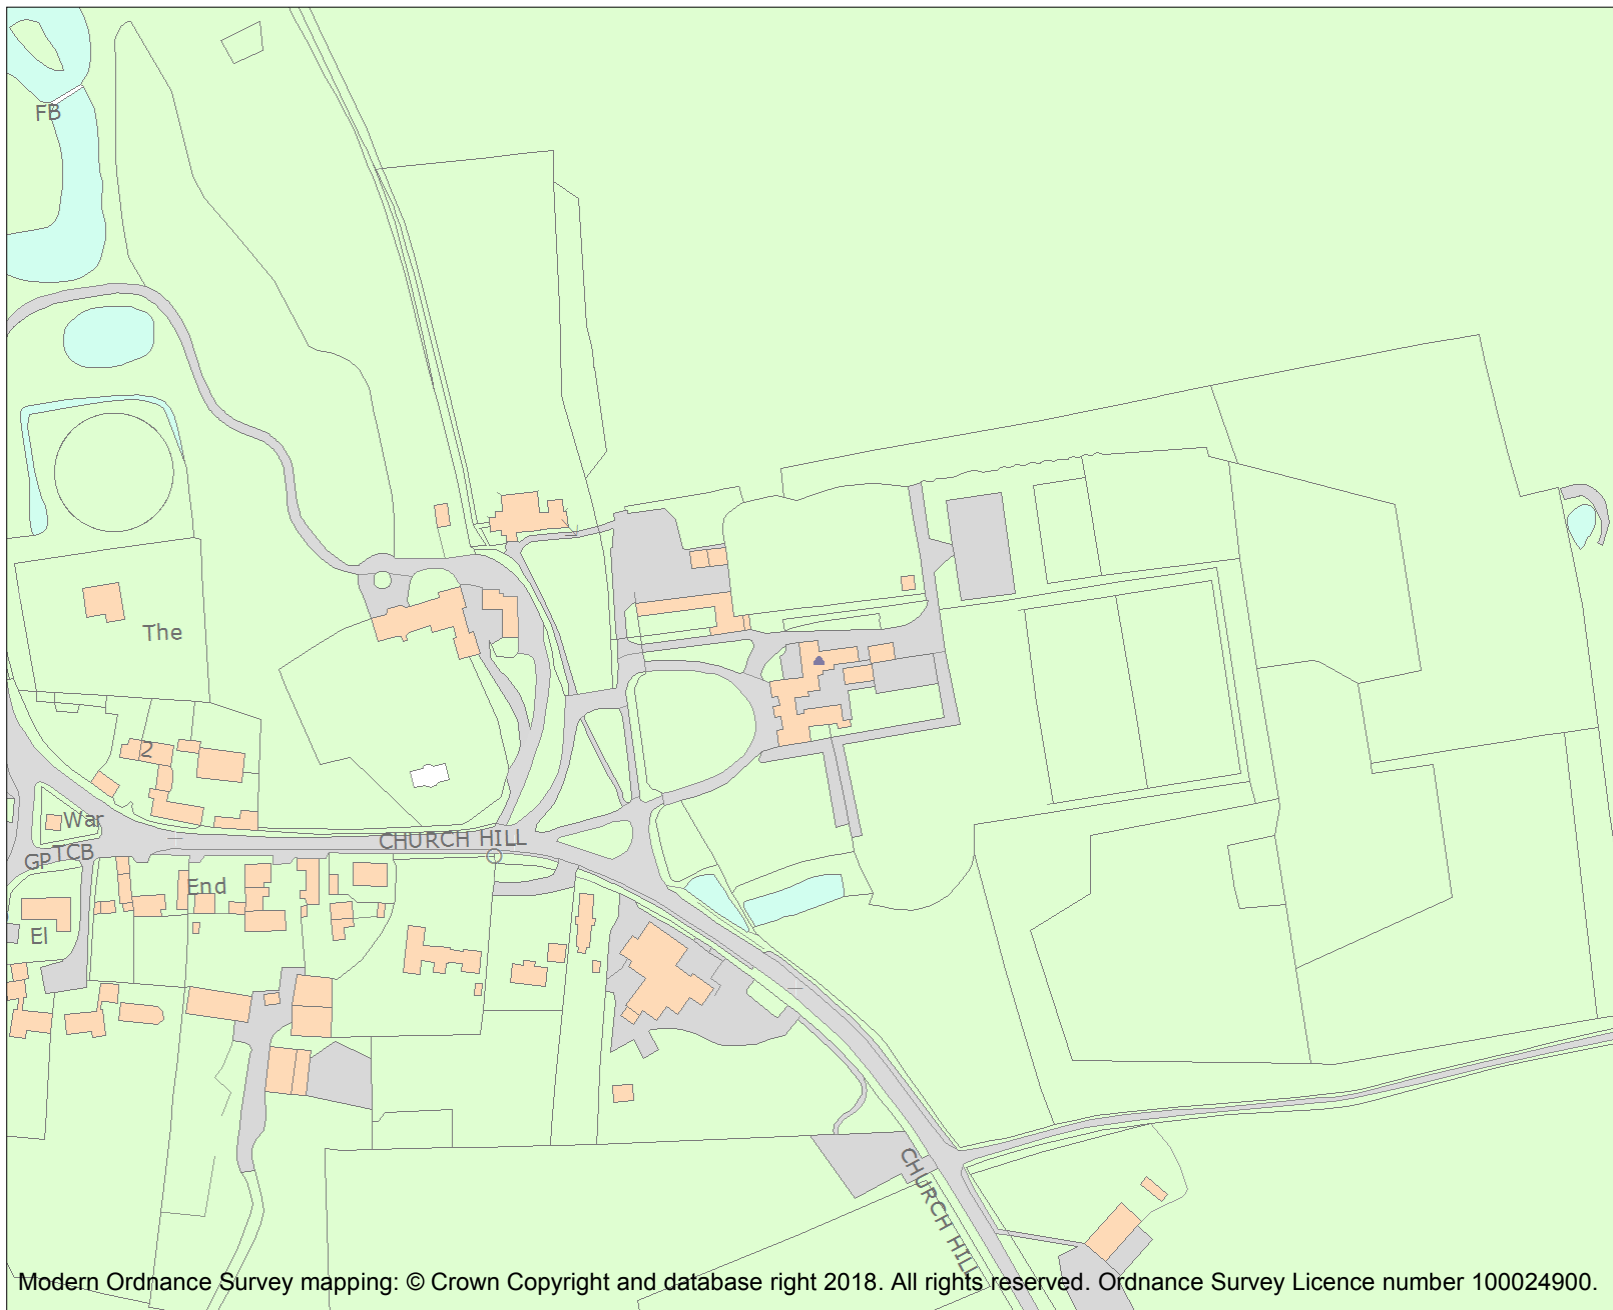 FB
The
2
War
CHURCH HILL
GP
TCB
End
El
CHURCH HILL
Modern Ordnance Survey mapping: © Crown Copyright and database right 2018. All rights reserved. Ordnance Survey Licence number 100024900.